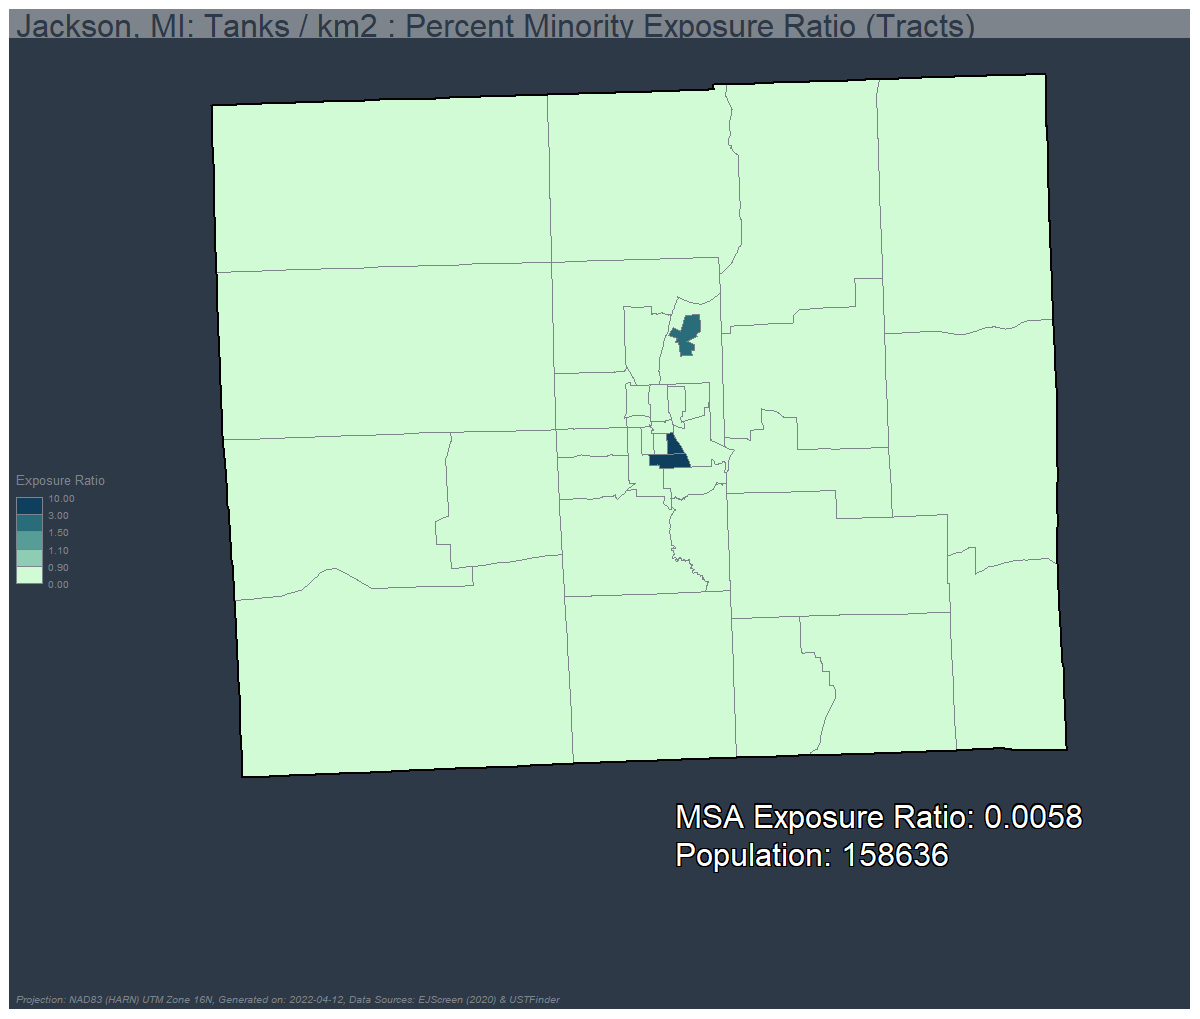 Jackson, MI: Tanks / km2 : Percent Minority Exposure Ratio (Tracts)
Exposure Ratio
10.00
3.00
1.50
1.10
0.90
0.00
MSA Exposure Ratio: 0.0058
Population: 158636
Projection: NAD83 (HARN) UTM Zone 16N, Generated on: 2022-04-12, Data Sources: EJScreen (2020) & USTFinder